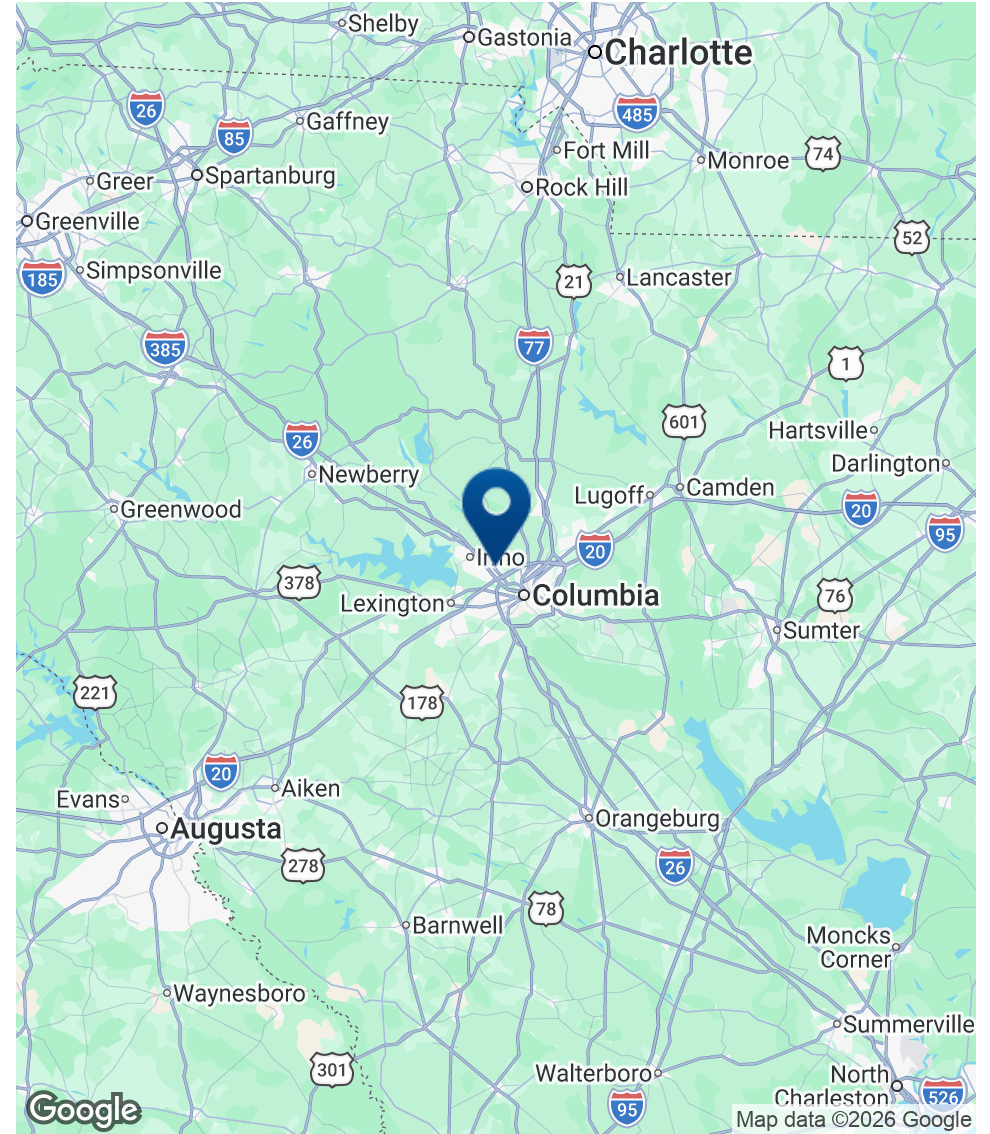 Shelby
Gastonia
Charlotte
26
85
Gaffney
485
Fort Mill
Monroe
74
Greer
Spartanburg
Rock Hill
Greenville
52
185
Simpsonville
21
Lancaster
385
77
1
601
26
Hartsville
Newberry
Darlington
Lugoff
Camden
Greenwood
20
95
20
378
Lexington
Columbia
76
Sumter
221
178
20
Aiken
Evans
Augusta
Orangeburg
278
26
78
Barnwell
Moncks
Corner
Waynesboro
Summerville
301
Walterboro
North
Charleston
526
95
Google
Map data ©2026 Google